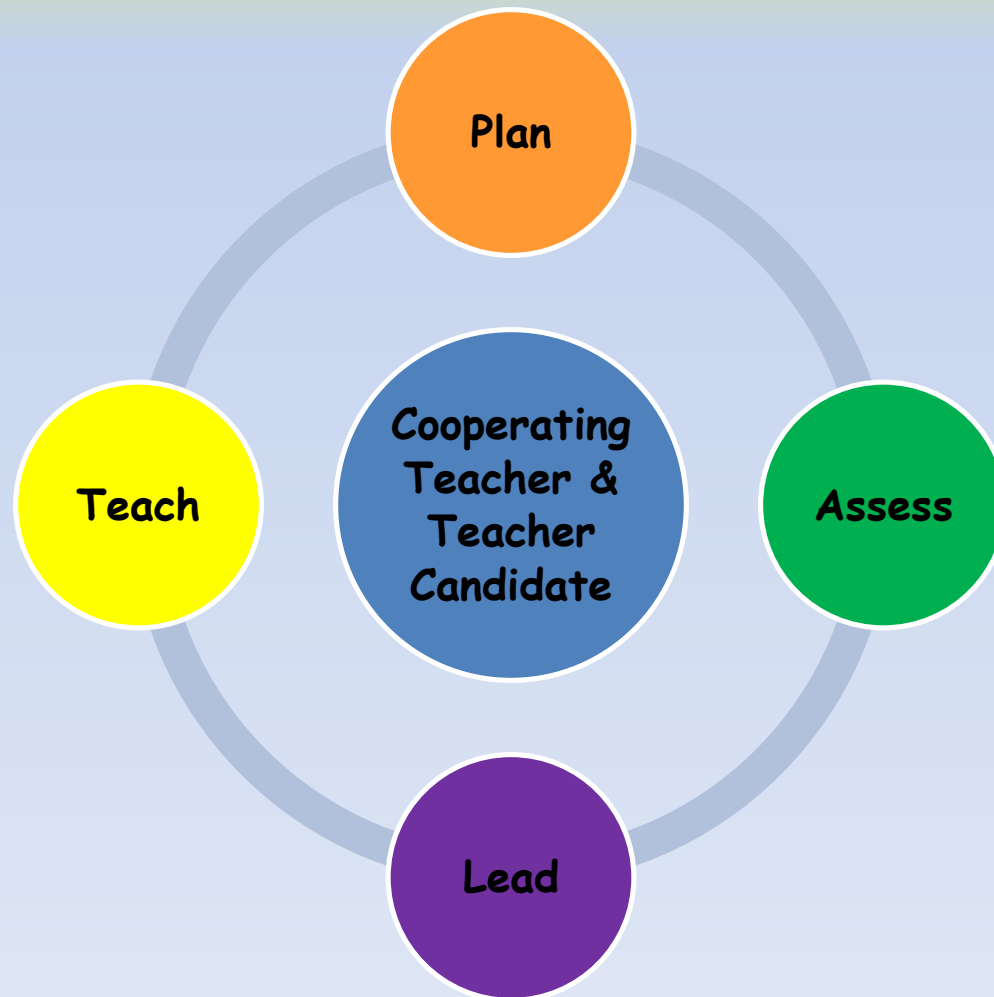 Plan
Teach
Cooperating
Teacher &
Teacher
Candidate
Assess
Lead